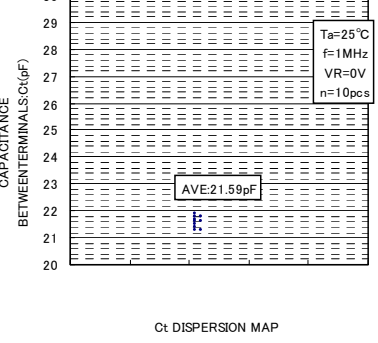 29
28
27
26
25
24
23
22
21
20
CAPACITANCE
BETWEENTERMINALS:Ct(pF)
Ta=25℃
f=1MHz
VR=0V
n=10pcs
AVE:21.59pF
Ct DISPERSION MAP